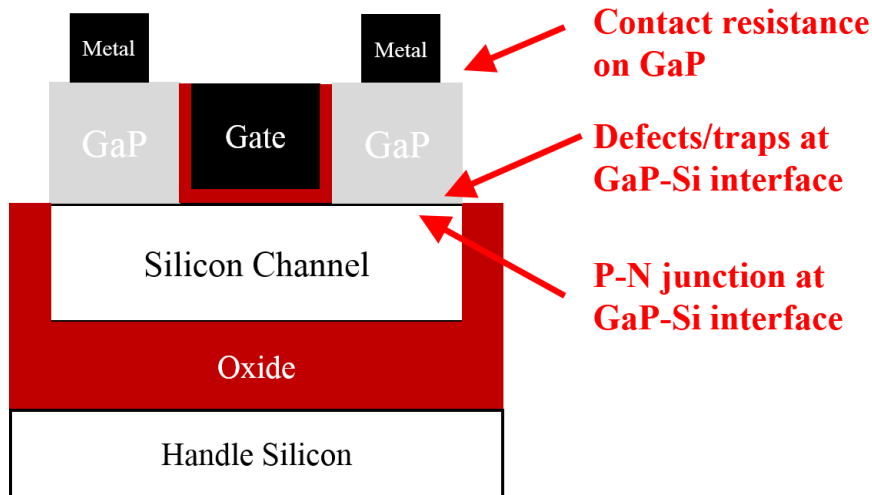 Metal
Metal
Contact resistance
on GaP
GaP
Gate
GaP
Defects/traps at
GaP-Si interface
Silicon Channel
P-N junction at
GaP-Si interface
Oxide
Handle Silicon